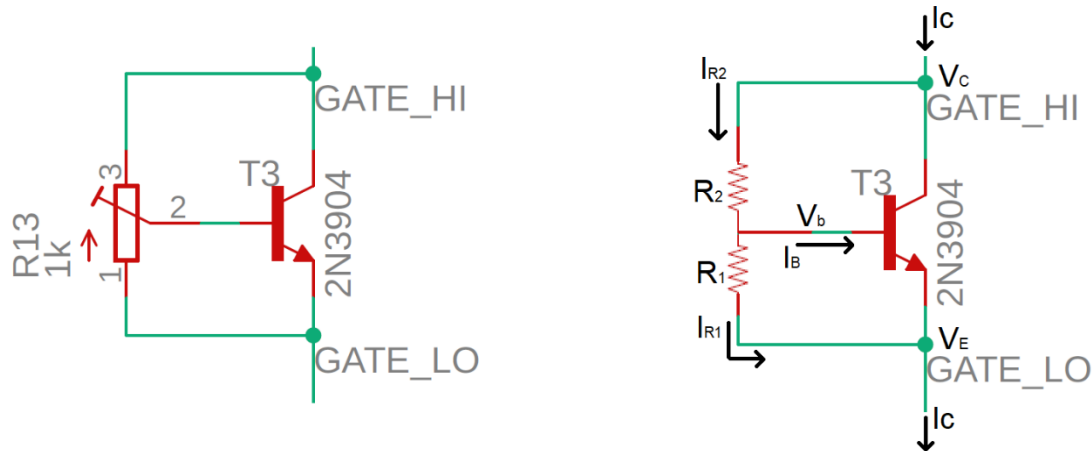 GATE_HI
T3
3
2
R13
1k
1
2N3904
GATE_LO
Ic
IR2
VC
GATE_HI
R2
T3
Vb
IB
2N3904
R1
IR1
VE
GATE_LO
Ic